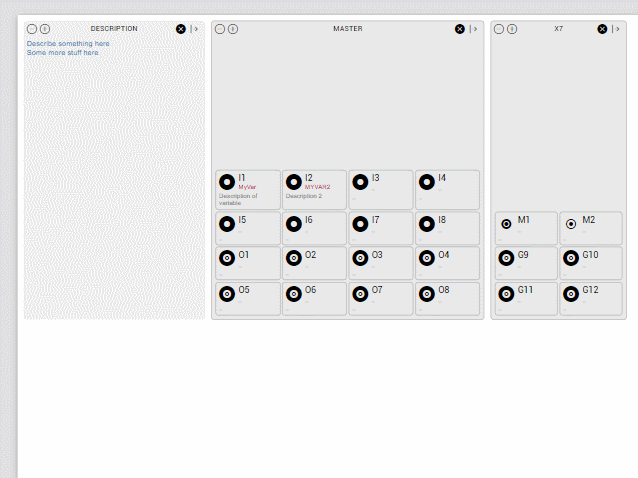 DESCRIPTION
Describe something here
Some more stuff here
MASTER
I1
MyVar
Description of
variable
I2
MYVAR2
Description 2
I3
I4
I5
I6
I7
I8
O1
O2
O3
O4
O5
O6
O7
O8
X7
M1
M2
G9
G10
G11
G12